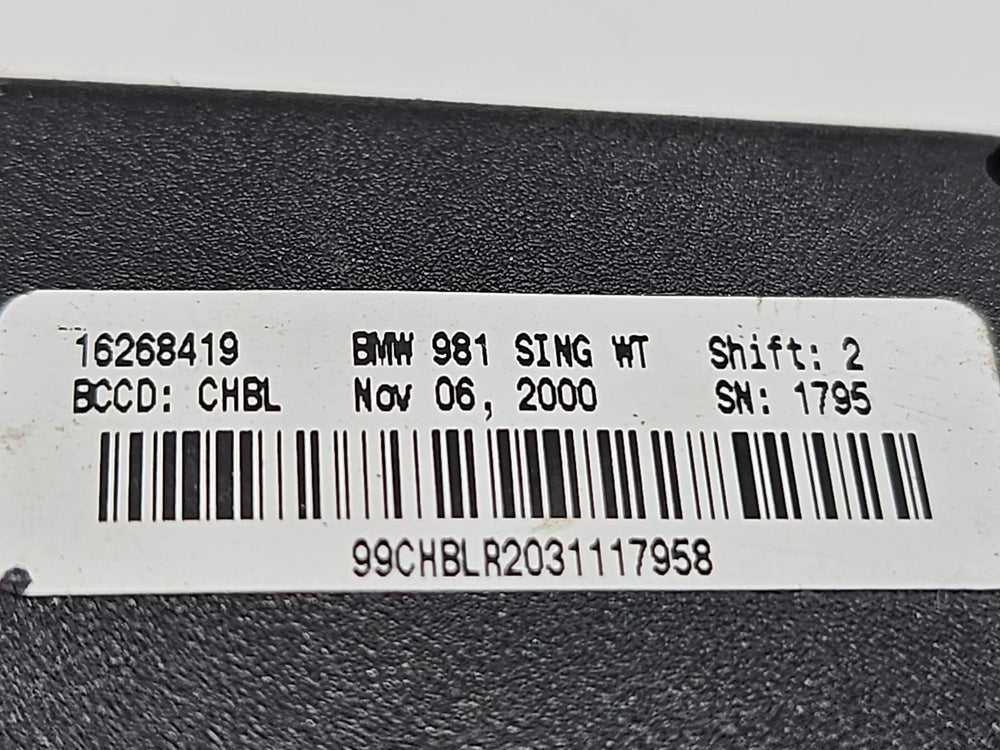 16268419 BMW 981 SING WT Shift: 2
BCCD: CHBL Nov 06, 2000 SN: 1795
99CHBLR2031117958